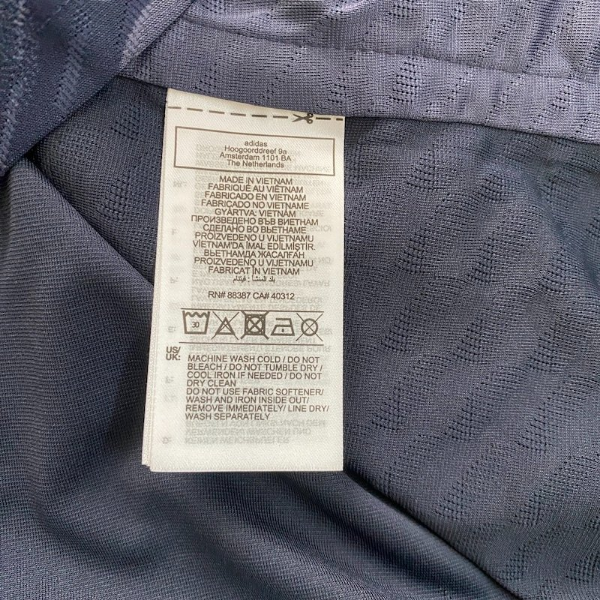 adidas
Hoogoorddreef 9a
Amsterdam 1101 BA
The Netherlands
MADE IN VIETNAM
FABRIQUÉ AU VIETNAM
FABRICADO EN VIETNAM
FABRICADO NO VIETNAM
GYÁRTVA: VIETNAM
ПРОИЗВЕДЕНО ВЪВ ВИЕТНАМ
СДЕЛАНО ВО ВЬЕТНАМЕ
PROIZVEDENO U VIJETNAMU
VIETNAM'DA İMAL EDİLMİŞTİR.
ВЬЕТНАМДА ЖАСАЛҒАН
PROIZVEDENO U VIJETNAMU
FABRICAT ÎN VIETNAM
RN# 88387 CA# 40312
30
US/
UK:
MACHINE WASH COLD / DO NOT
BLEACH / DO NOT TUMBLE DRY /
COOL IRON IF NEEDED / DO NOT
DRY CLEAN
DO NOT USE FABRIC SOFTENER/
WASH AND IRON INSIDE OUT/
REMOVE IMMEDIATELY/ LINE DRY/
WASH SEPARATELY